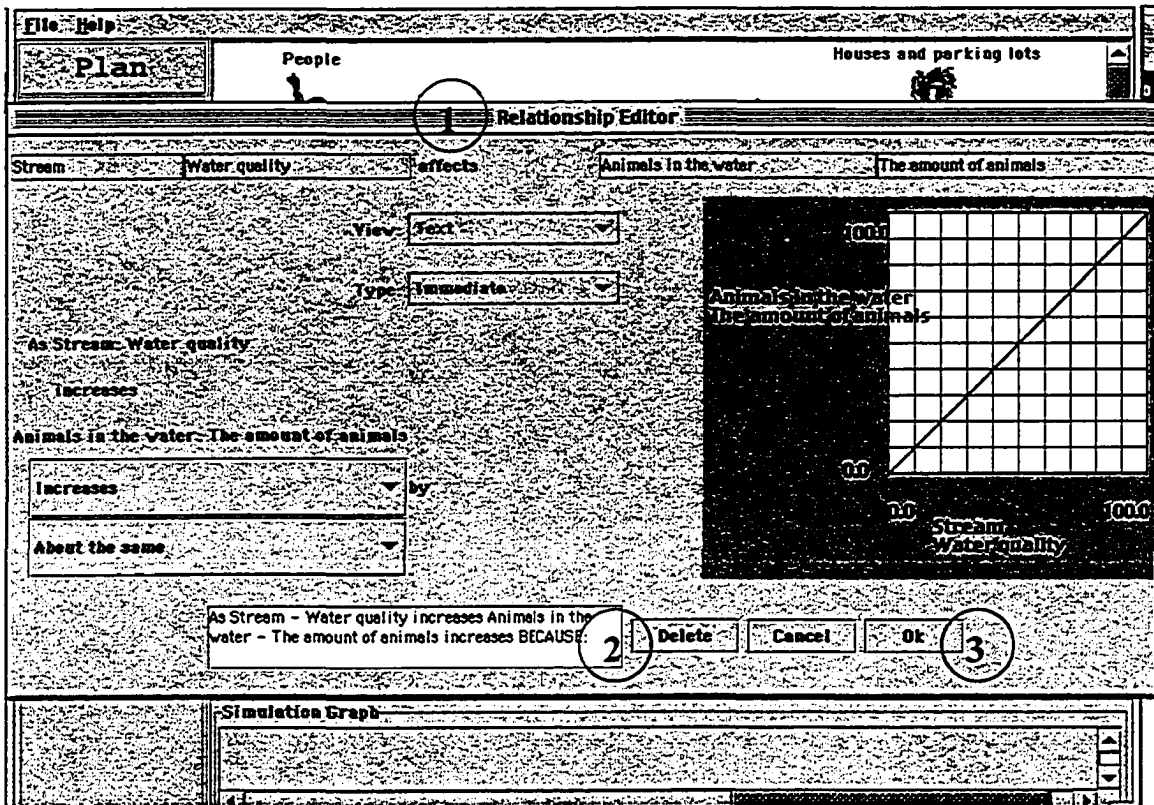 File Help
Plan
People
Houses and parking lots
1
Relationship Editor
Stream
Water quality
affects
Animals in the water
The amount of animals
View: Text
Type: Immediate
As Stream: Water quality
Increases
Animals in the water: The amount of animals
Increases
by
About the same
100.0
Animals in the water
The amount of animals
0.0
0.0
100.0
Stream
Water quality
As Stream - Water quality increases Animals in the
water - The amount of animals increases BECAUSE:
2
Delete
Cancel
Ok
3
Simulation Graph